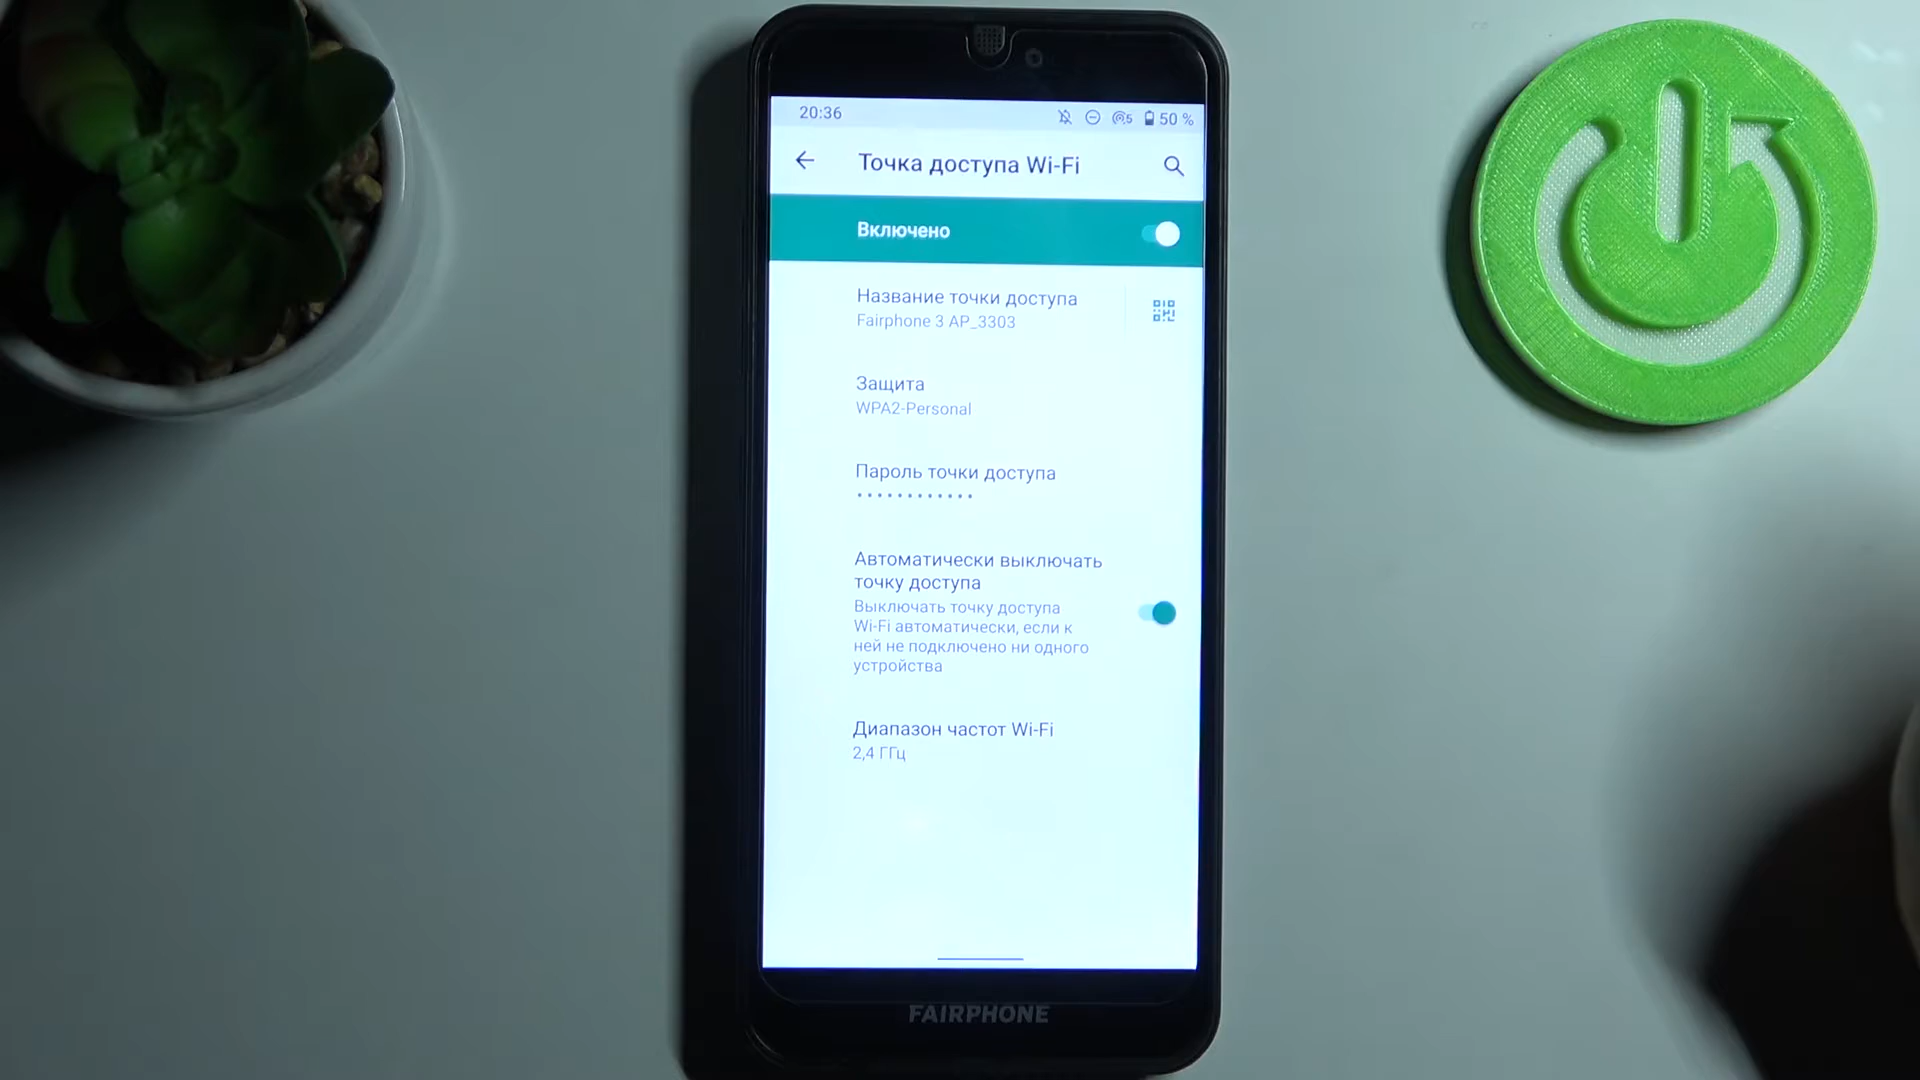 20:36
5
50 %
Точка доступа Wi-Fi
Включено
Название точки доступа
Fairphone 3 AP_3303
Защита
WPA2-Personal
Пароль точки доступа
••••••••••••
Автоматически выключать
точку доступа
Выключать точку доступа
Wi-Fi автоматически, если к
ней не подключено ни одного
устройства
Диапазон частот Wi-Fi
2,4 ГГц
FAIRPHONE